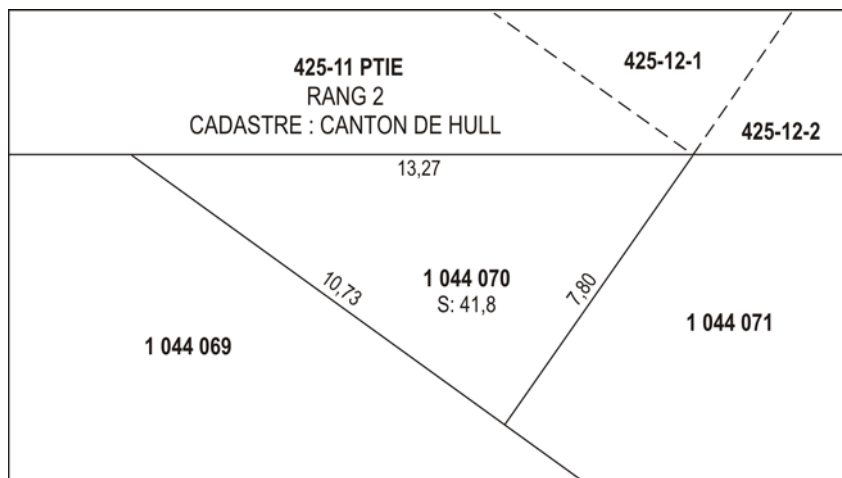 425-12-1
425-11 PTIE
RANG 2
CADASTRE : CANTON DE HULL
425-12-2
13,27
10,73
1 044 070
S: 41,8
7,80
1 044 069
1 044 071